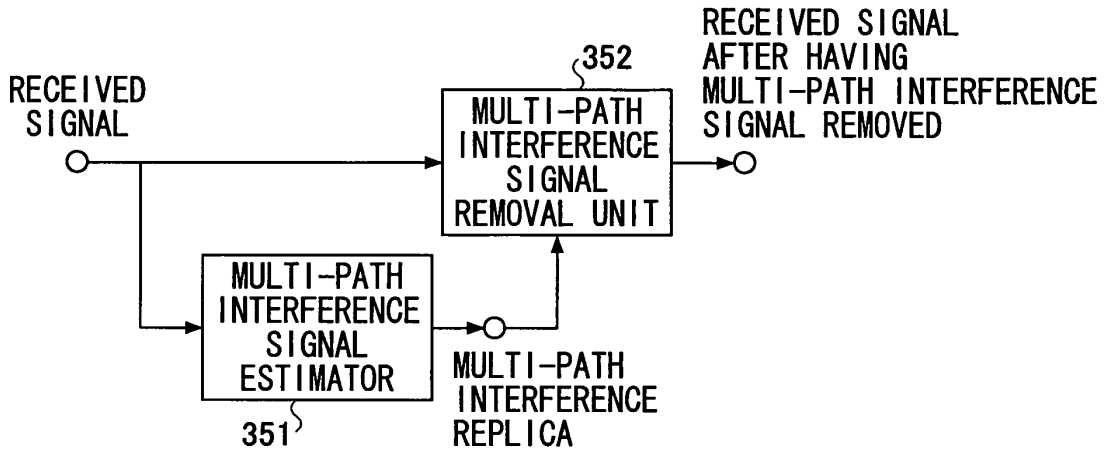 RECEIVED
SIGNAL
352
MULTI-PATH
INTERFERENCE
SIGNAL
REMOVAL UNIT
RECEIVED SIGNAL
AFTER HAVING
MULTI-PATH INTERFERENCE
SIGNAL REMOVED
MULTI-PATH
INTERFERENCE
SIGNAL
ESTIMATOR
351
MULTI-PATH
INTERFERENCE
REPLICA